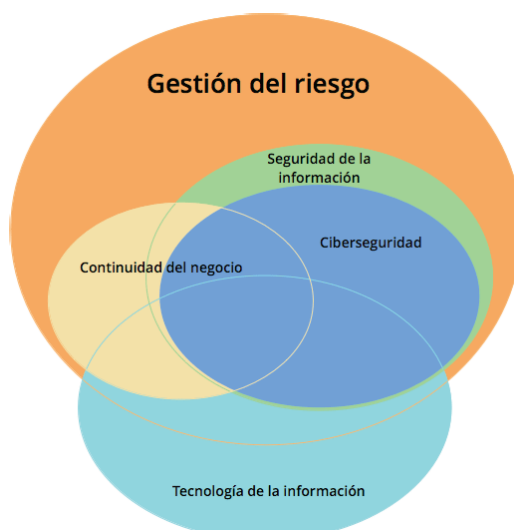 Gestión del riesgo
Seguridad de la
información
Ciberseguridad
Continuidad del negocio
Tecnología de la información